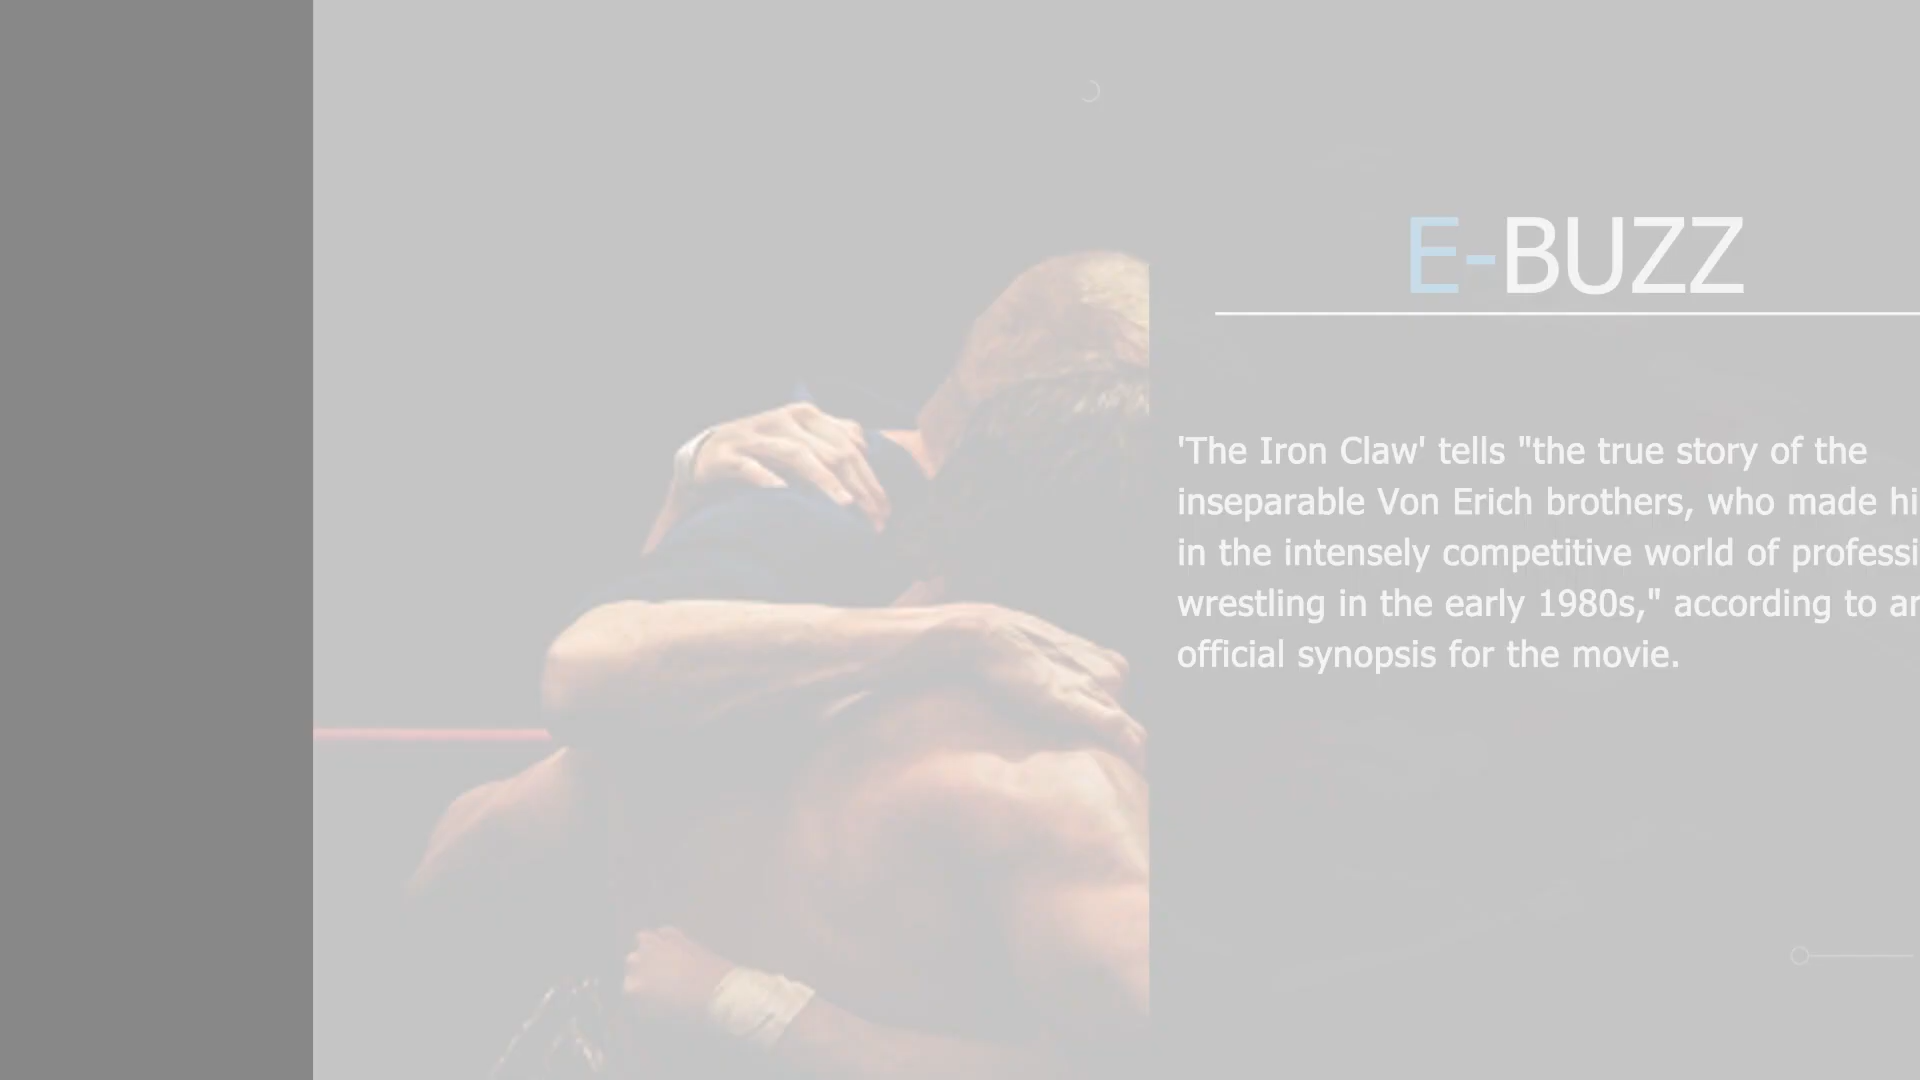 E-BUZZ
'The Iron Claw' tells "the true story of the
inseparable Von Erich brothers, who made hi
in the intensely competitive world of professi
wrestling in the early 1980s," according to an
official synopsis for the movie.